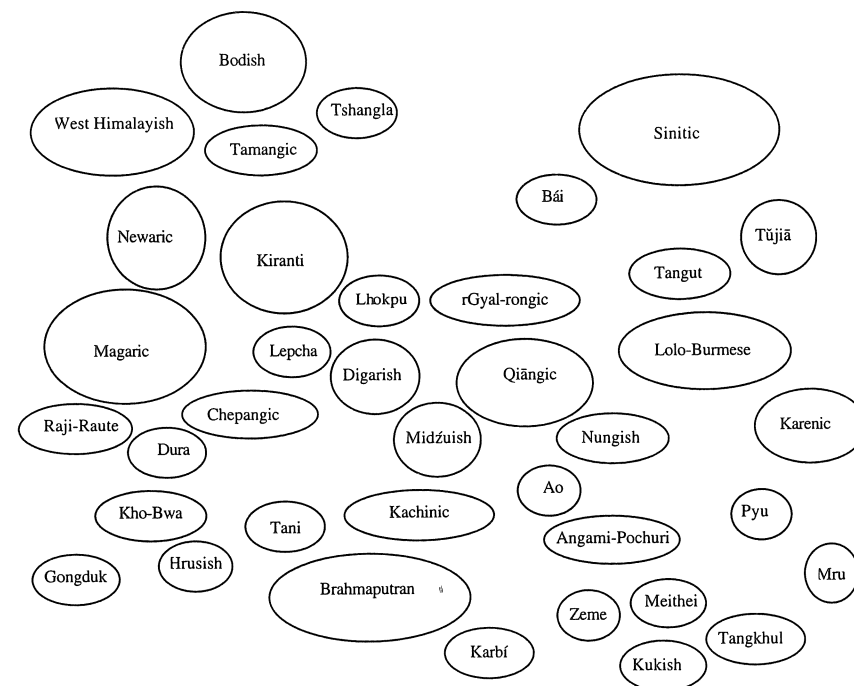 Bodish
Tshangla
West Himalayish
Sinitic
Tamangic
Bái
Newaric
Tŭjiā
Kiranti
Tangut
Lhokpu
rGyal-rongic
Magaric
Lepcha
Lolo-Burmese
Digarish
Qiāngic
Raji-Raute
Chepangic
Karenic
Dura
Midźuish
Nungish
Ao
Kho-Bwa
Kachinic
Pyu
Tani
Angami-Pochuri
Hrusish
Gongduk
Mru
Brahmaputran
Meithei
Zeme
Tangkhul
Karbí
Kukish